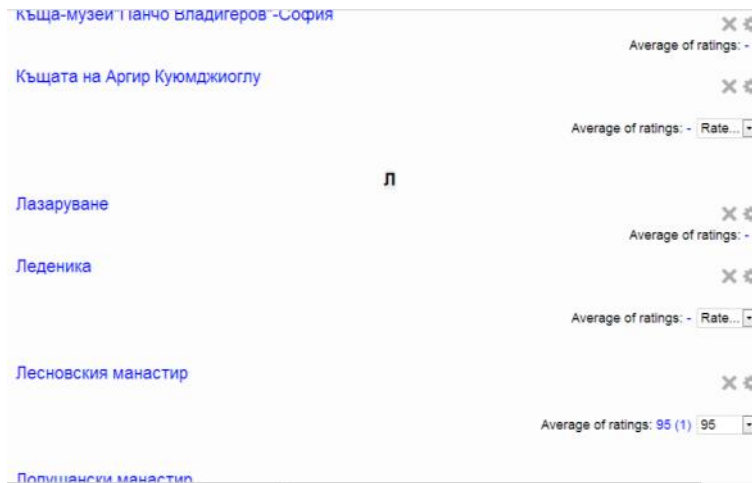 Къща-музей"Панчо Владигеров"-София
Average of ratings: -
Къщата на Аргир Куюмджиоглу
Average of ratings: - Rate...
Л
Лазаруване
Average of ratings: -
Леденика
Average of ratings: - Rate...
Лесновския манастир
Average of ratings: 95 (1) 95
Лопушански манастир